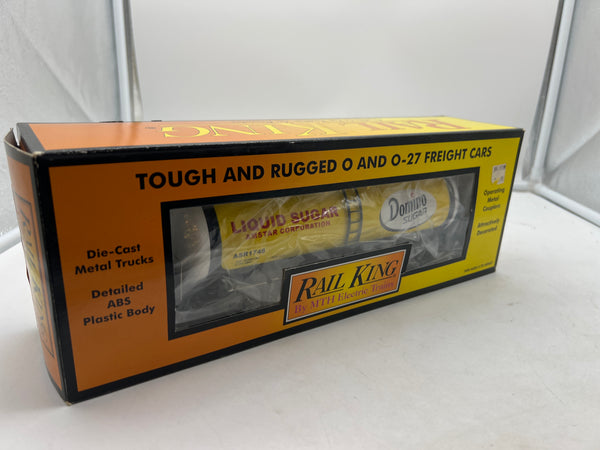 RAIL KING
TOUGH AND RUGGED O AND O-27 FREIGHT CARS
Die-Cast
Metal Trucks
Detailed
ABS
Plastic Body
LIQUID SUGAR
AMSTAR CORPORATION
Domino
SUGAR
Operating
Metal
Couplers
Attractively
Decorated
RAIL KING
By MTH Electric Trains